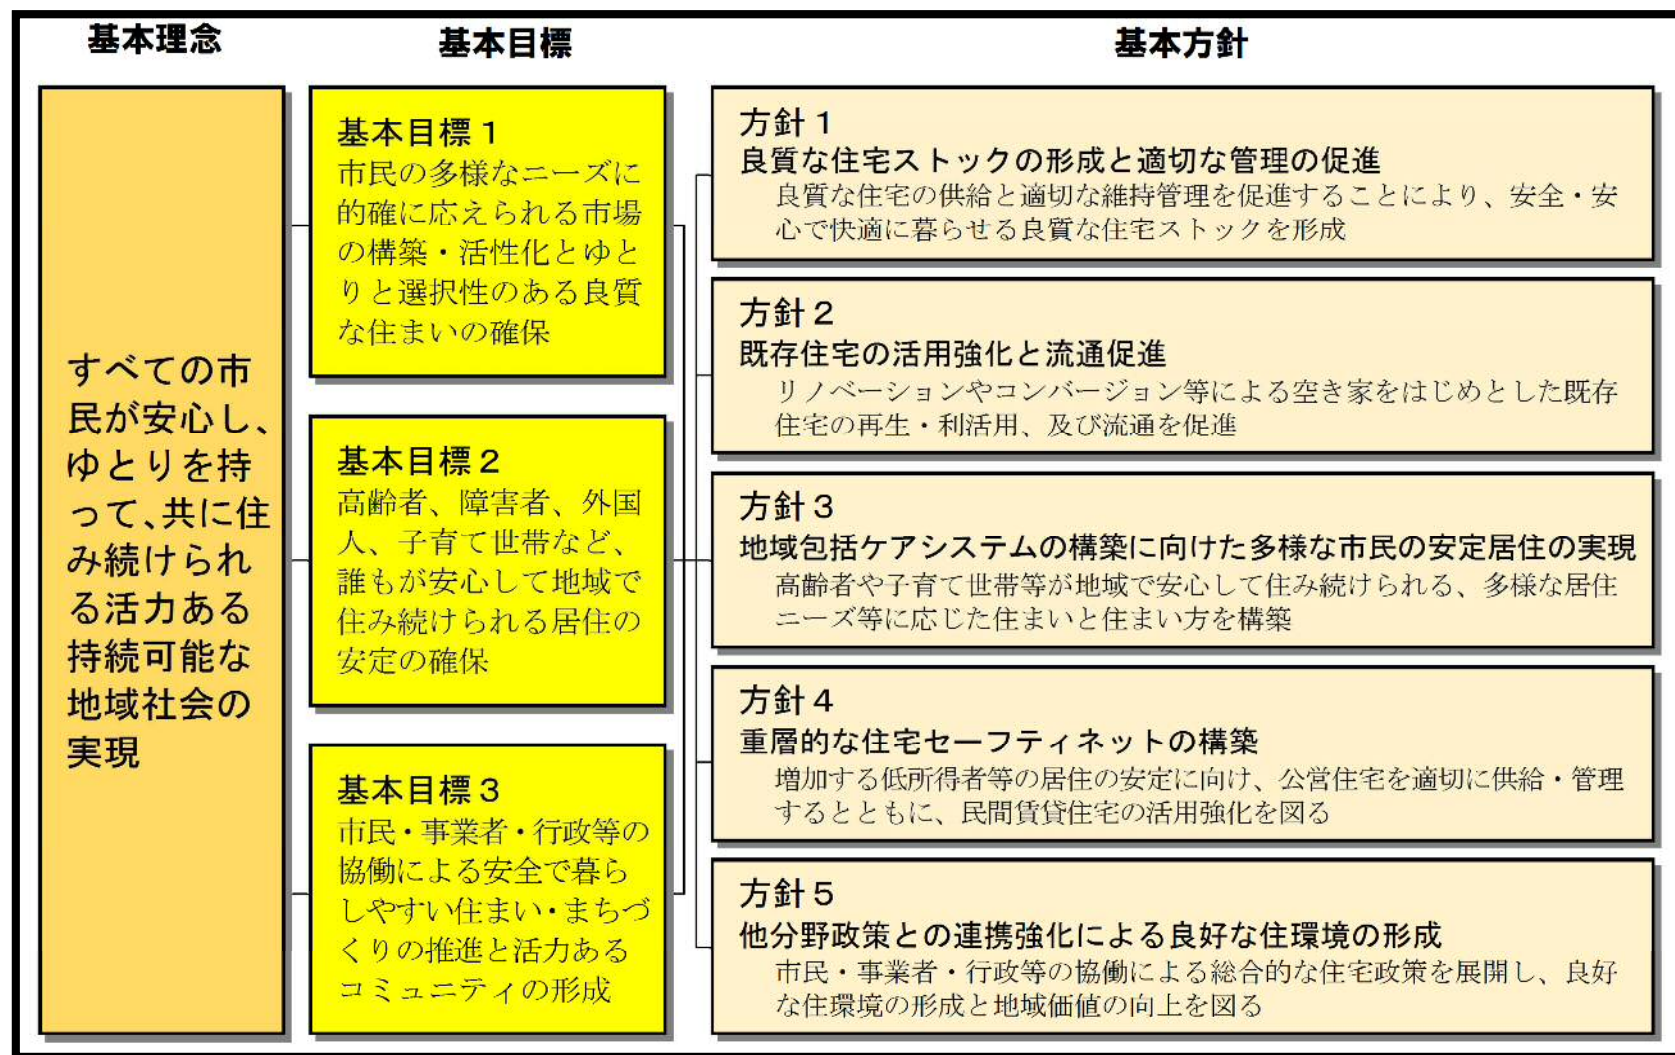 基本理念
基本目標
基本方針
すべての市
民が安心し、
ゆとりを持
って、共に住
み続けられ
る活力ある
持続可能な
地域社会の
実現
基本目標１
市民の多様なニーズに
的確に応えられる市場
の構築・活性化とゆと
りと選択性のある良質
な住まいの確保
基本目標２
高齢者、障害者、外国
人、子育て世帯など、
誰もが安心して地域で
住み続けられる居住の
安定の確保
基本目標３
市民・事業者・行政等の
協働による安全で暮ら
しやすい住まい・まちづ
くりの推進と活力ある
コミュニティの形成
方針１
良質な住宅ストックの形成と適切な管理の促進
良質な住宅の供給と適切な維持管理を促進することにより、安全・安
心で快適に暮らせる良質な住宅ストックを形成
方針２
既存住宅の活用強化と流通促進
リノベーションやコンバージョン等による空き家をはじめとした既存
住宅の再生・利活用、及び流通を促進
方針３
地域包括ケアシステムの構築に向けた多様な市民の安定居住の実現
高齢者や子育て世帯等が地域で安心して住み続けられる、多様な居住
ニーズ等に応じた住まいと住まい方を構築
方針４
重層的な住宅セーフティネットの構築
増加する低所得者等の居住の安定に向け、公営住宅を適切に供給・管理
するとともに、民間賃貸住宅の活用強化を図る
方針５
他分野政策との連携強化による良好な住環境の形成
市民・事業者・行政等の協働による総合的な住宅政策を展開し、良好
な住環境の形成と地域価値の向上を図る